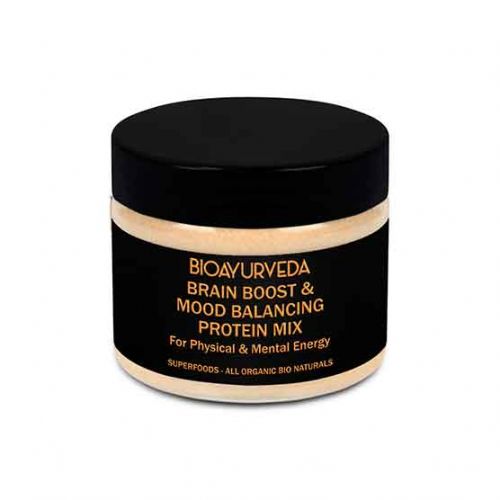 BIOAYURVEDA
BRAIN BOOST &
MOOD BALANCING
PROTEIN MIX
For Physical & Mental Energy
SUPERFOODS - ALL ORGANIC BIO NATURALS